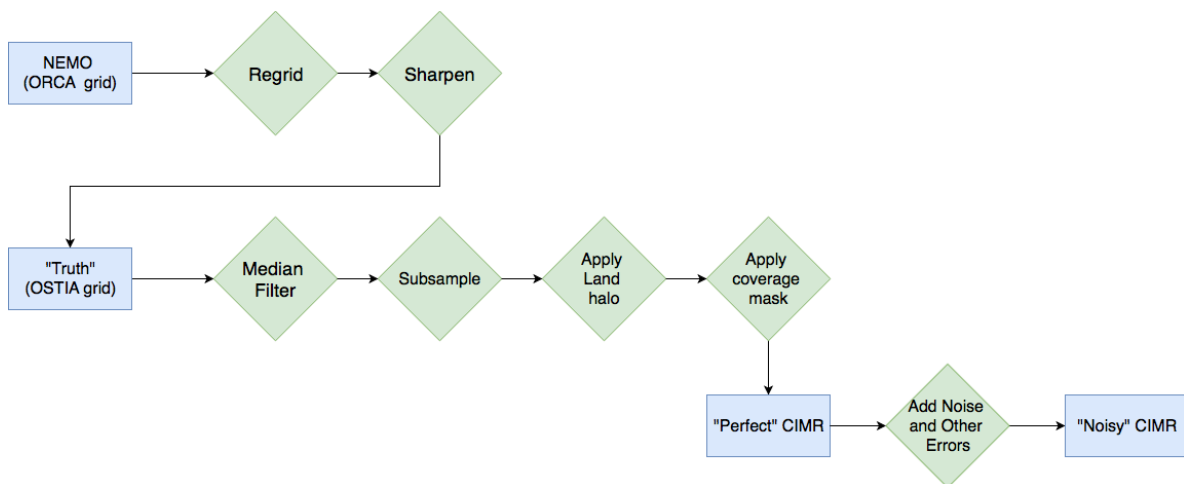 NEMO
(ORCA grid)
Regrid
Sharpen
"Truth"
(OSTIA grid)
Median
Filter
Subsample
Apply
Land
halo
Apply
coverage
mask
"Perfect" CIMR
Add Noise
and Other
Errors
"Noisy" CIMR